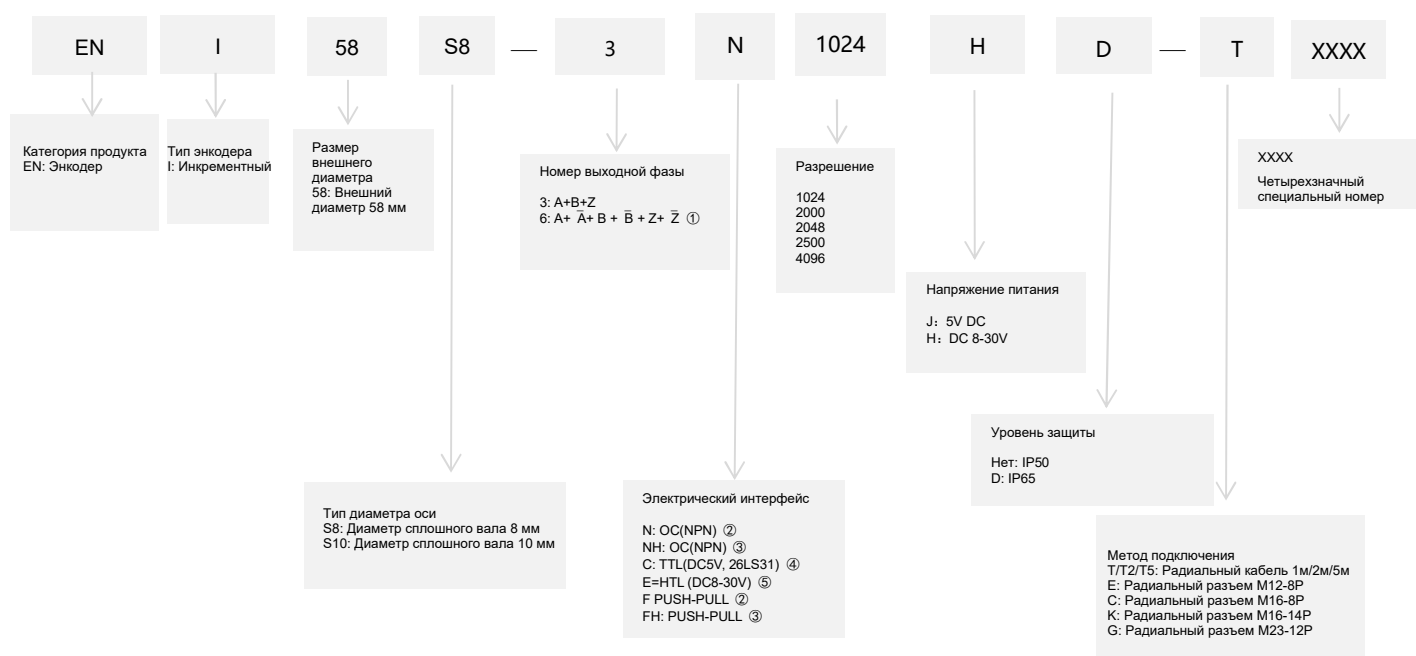 EN I 58 S8 — 3 N 1024 H D — T XXXX
Категория продукта
EN: Энкодер
Тип энкодера
I: Инкрементный
Размер
внешнего
диаметра
58: Внешний
диаметр 58 мм
Номер выходной фазы
3: A+B+Z
6: A+ A̅+ B + B̅ + Z+ Z̅ ①
Разрешение
1024
2000
2048
2500
4096
XXXX
Четырехзначный
специальный номер
Напряжение питания
J：5V DC
H：DC 8-30V
Уровень защиты
Нет: IP50
D: IP65
Тип диаметра оси
S8: Диаметр сплошного вала 8 мм
S10: Диаметр сплошного вала 10 мм
Электрический интерфейс
N: OC(NPN) ②
NH: OC(NPN) ③
C: TTL(DC5V, 26LS31) ④
E=HTL (DC8-30V) ⑤
F PUSH-PULL ②
FH: PUSH-PULL ③
Метод подключения
T/T2/T5: Радиальный кабель 1м/2м/5м
E: Радиальный разъем M12-8P
C: Радиальный разъем M16-8P
K: Радиальный разъем M16-14P
G: Радиальный разъем M23-12P